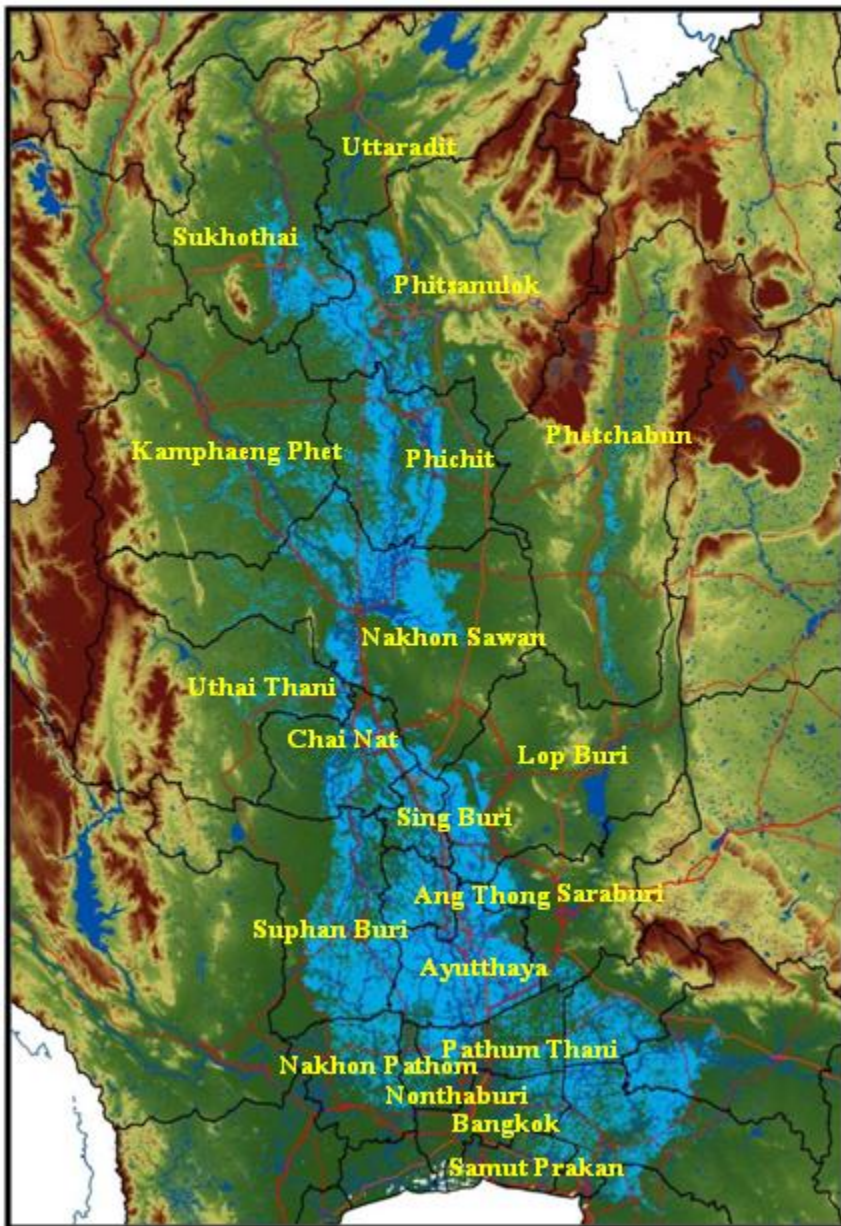 Uttaradit
Sukhothai
Phitsanulok
Kamphaeng Phet
Phichit
Phetchabun
Nakhon Sawan
Uthai Thani
Chai Nat
Lop Buri
Sing Buri
Ang Thong
Saraburi
Suphan Buri
Ayutthaya
Pathum Thani
Nakhon Pathom
Nonthaburi
Bangkok
Samut Prakan